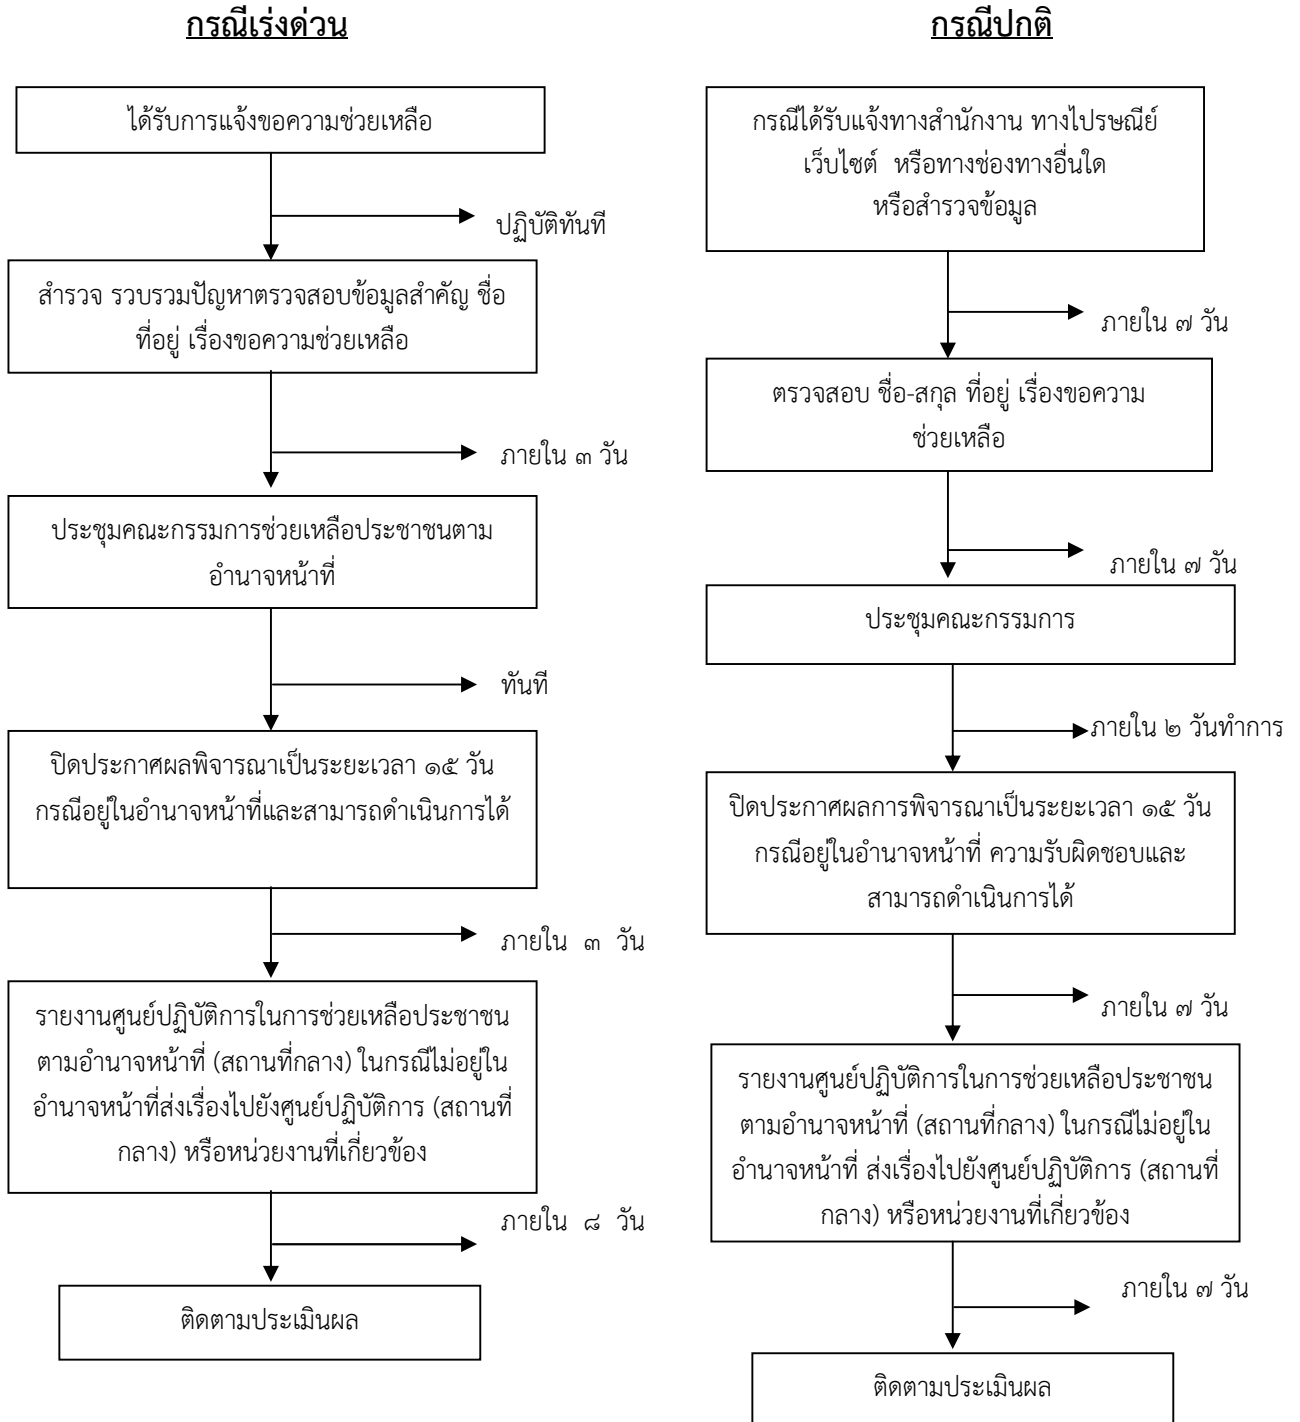 กรณีเร่งด่วน
ได้รับการแจ้งขอความช่วยเหลือ
ปฏิบัติทันที
สำรวจ รวบรวมปัญหาตรวจสอบข้อมูลสำคัญ ชื่อ
ที่อยู่ เรื่องขอความช่วยเหลือ
ภายใน ๓ วัน
ประชุมคณะกรรมการช่วยเหลือประชาชนตาม
อำนาจหน้าที่
ทันที
ปิดประกาศผลพิจารณาเป็นระยะเวลา ๑๕ วัน
กรณีอยู่ในอำนาจหน้าที่และสามารถดำเนินการได้
ภายใน ๓ วัน
รายงานศูนย์ปฏิบัติการในการช่วยเหลือประชาชน
ตามอำนาจหน้าที่ (สถานที่กลาง) ในกรณีไม่อยู่ใน
อำนาจหน้าที่ส่งเรื่องไปยังศูนย์ปฏิบัติการ (สถานที่
กลาง) หรือหน่วยงานที่เกี่ยวข้อง
ภายใน ๘ วัน
ติดตามประเมินผล
กรณีปกติ
กรณีได้รับแจ้งทางสำนักงาน ทางไปรษณีย์
เว็บไซต์ หรือทางช่องทางอื่นใด
หรือสำรวจข้อมูล
ภายใน ๗ วัน
ตรวจสอบ ชื่อ-สกุล ที่อยู่ เรื่องขอความ
ช่วยเหลือ
ภายใน ๗ วัน
ประชุมคณะกรรมการ
ภายใน ๒ วันทำการ
ปิดประกาศผลการพิจารณาเป็นระยะเวลา ๑๕ วัน
กรณีอยู่ในอำนาจหน้าที่ ความรับผิดชอบและ
สามารถดำเนินการได้
ภายใน ๗ วัน
รายงานศูนย์ปฏิบัติการในการช่วยเหลือประชาชน
ตามอำนาจหน้าที่ (สถานที่กลาง) ในกรณีไม่อยู่ใน
อำนาจหน้าที่ ส่งเรื่องไปยังศูนย์ปฏิบัติการ (สถานที่
กลาง) หรือหน่วยงานที่เกี่ยวข้อง
ภายใน ๗ วัน
ติดตามประเมินผล